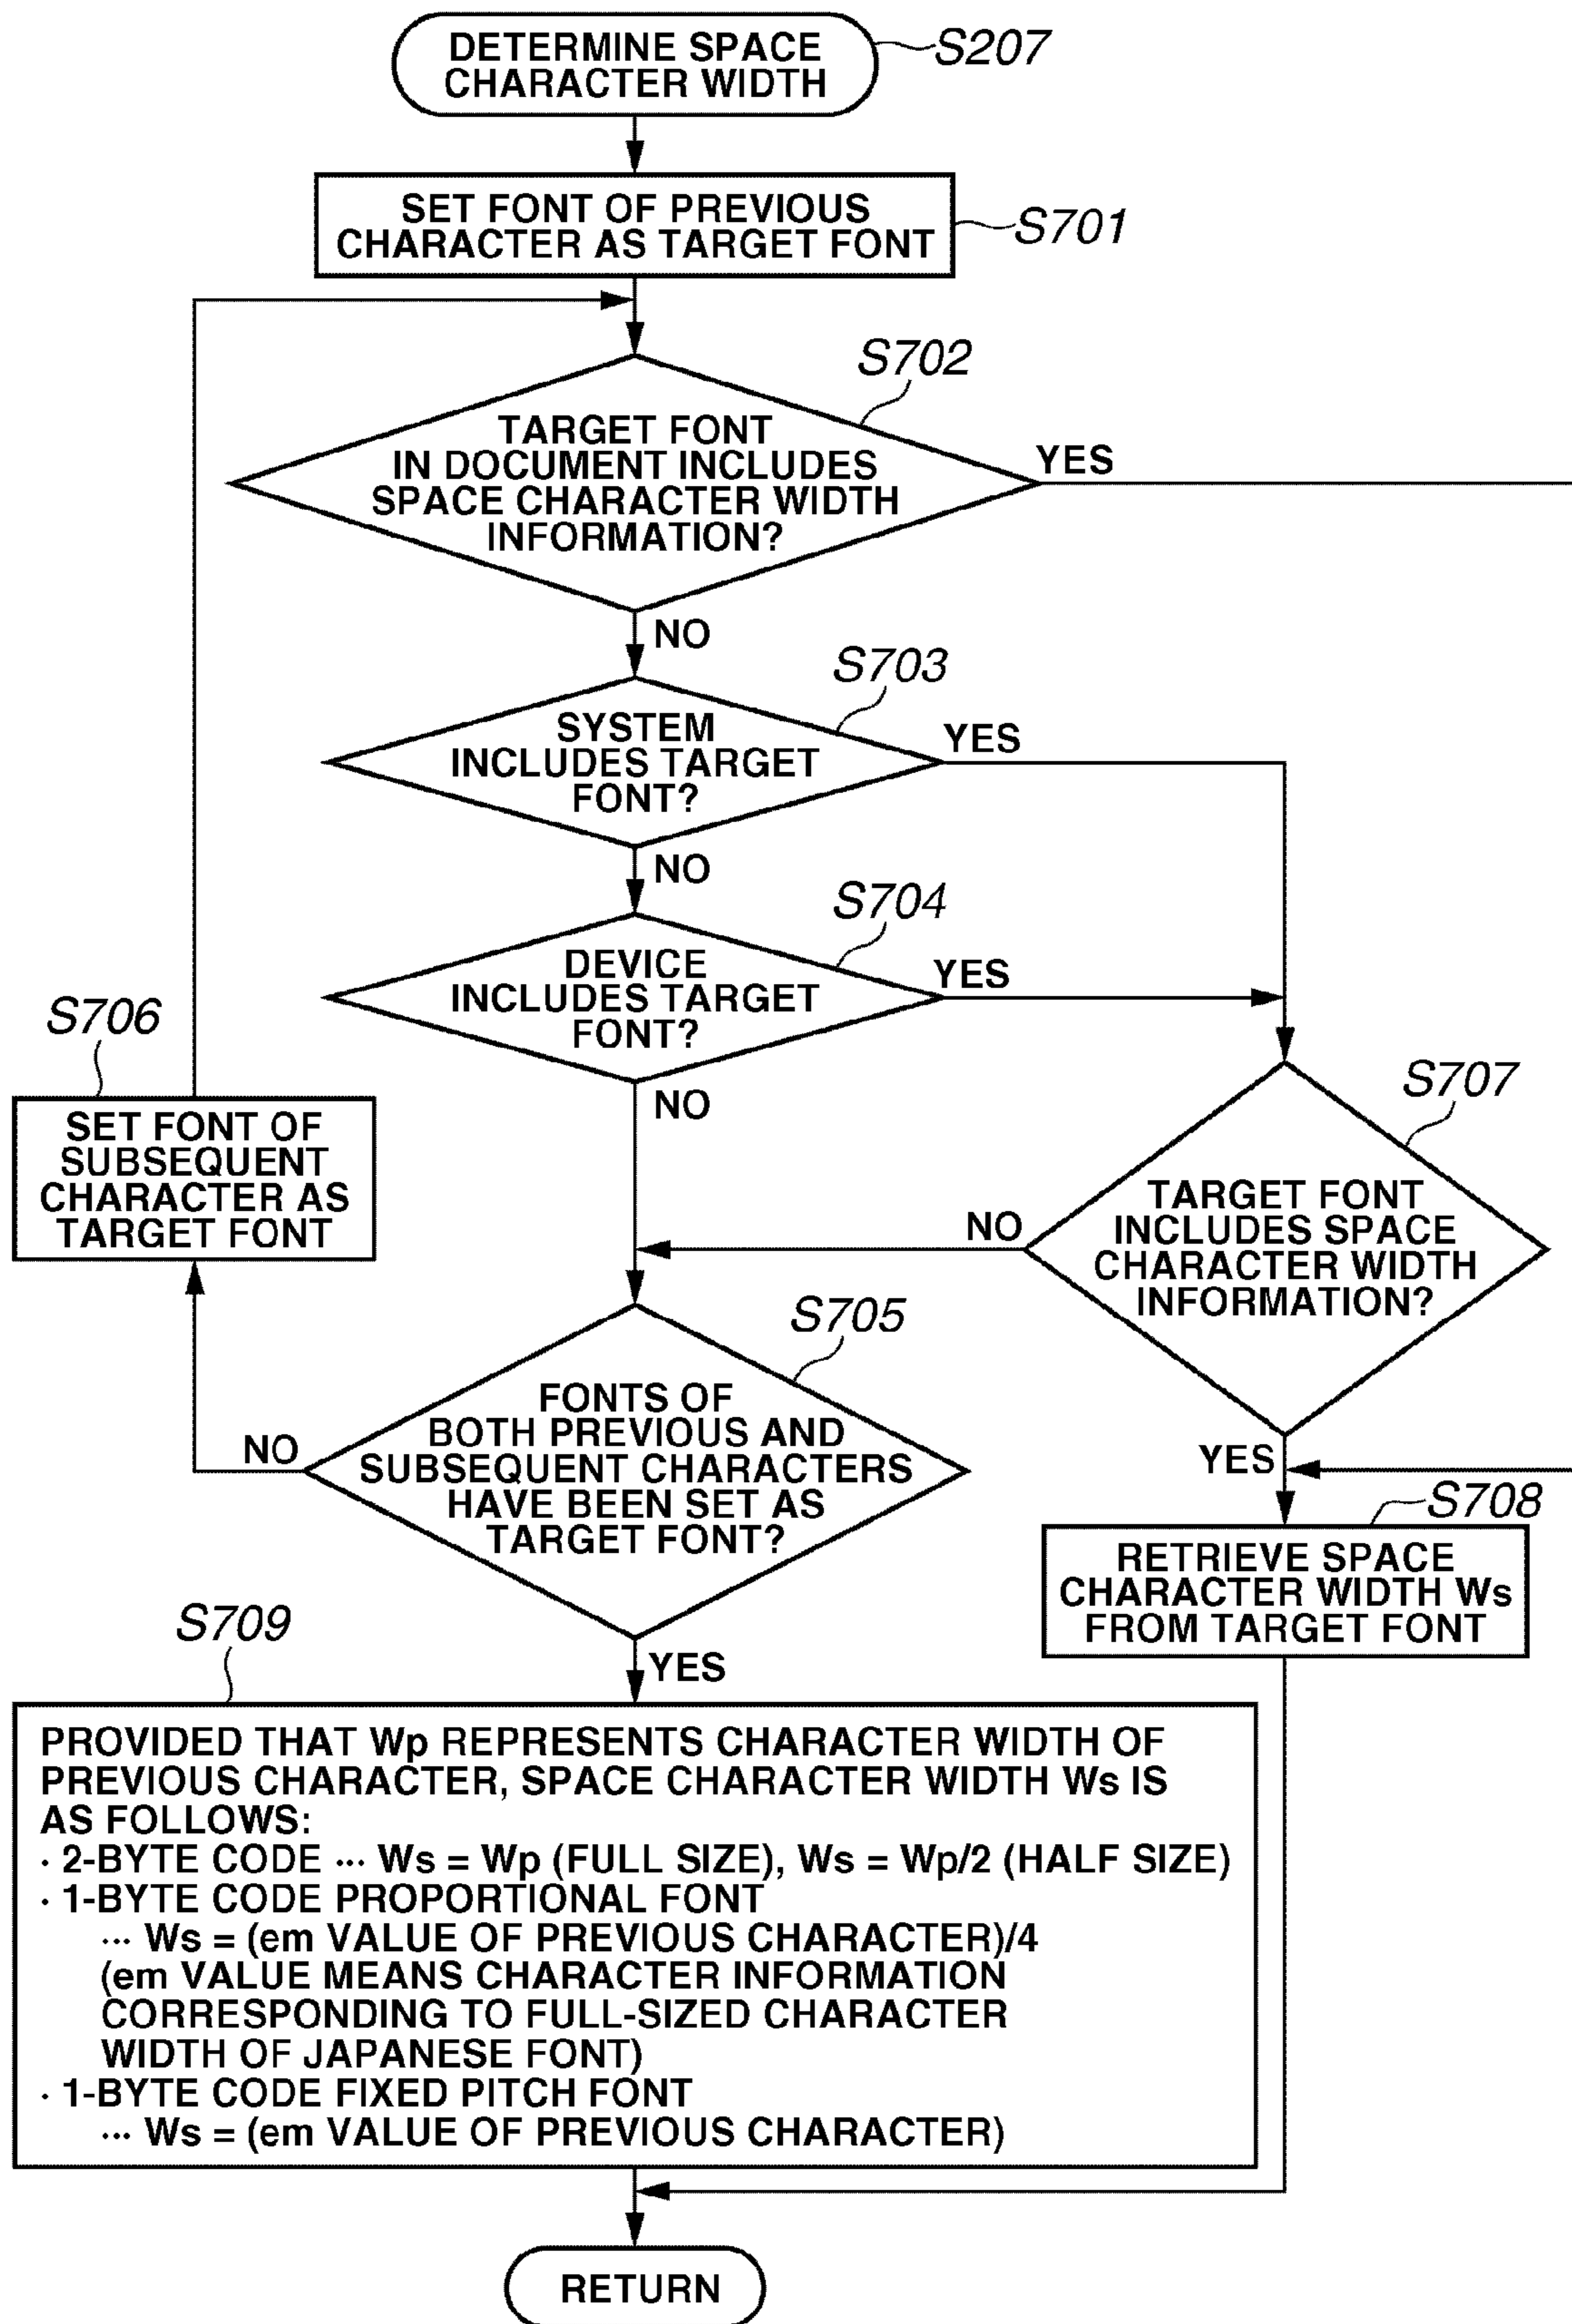 DETERMINE SPACE
CHARACTER WIDTH
S207
SET FONT OF PREVIOUS
CHARACTER AS TARGET FONT
S701
S702
TARGET FONT
IN DOCUMENT INCLUDES
SPACE CHARACTER WIDTH
INFORMATION?
YES
NO
S703
SYSTEM
INCLUDES TARGET
FONT?
YES
NO
S704
DEVICE
INCLUDES TARGET
FONT?
YES
NO
S706
SET FONT OF
SUBSEQUENT
CHARACTER AS
TARGET FONT
S707
TARGET FONT
INCLUDES SPACE
CHARACTER WIDTH
INFORMATION?
NO
YES
S705
FONTS OF
BOTH PREVIOUS AND
SUBSEQUENT CHARACTERS
HAVE BEEN SET AS
TARGET FONT?
NO
YES
S708
RETRIEVE SPACE
CHARACTER WIDTH Ws
FROM TARGET FONT
S709
PROVIDED THAT Wp REPRESENTS CHARACTER WIDTH OF
PREVIOUS CHARACTER, SPACE CHARACTER WIDTH Ws IS
AS FOLLOWS:
· 2-BYTE CODE ··· Ws = Wp (FULL SIZE), Ws = Wp/2 (HALF SIZE)
· 1-BYTE CODE PROPORTIONAL FONT
··· Ws = (em VALUE OF PREVIOUS CHARACTER)/4
(em VALUE MEANS CHARACTER INFORMATION
CORRESPONDING TO FULL-SIZED CHARACTER
WIDTH OF JAPANESE FONT)
· 1-BYTE CODE FIXED PITCH FONT
··· Ws = (em VALUE OF PREVIOUS CHARACTER)
RETURN